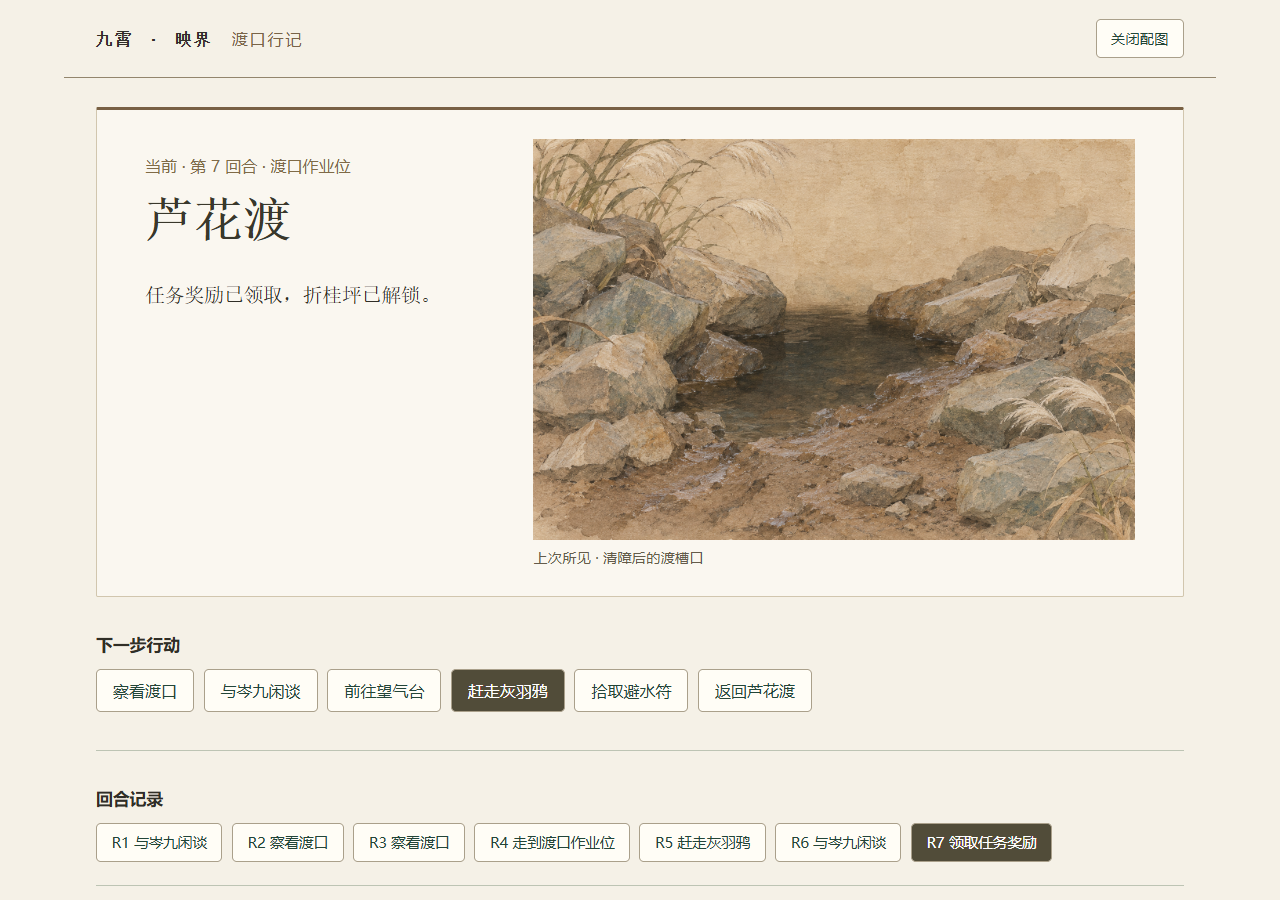 九霄 · 映界 渡口行记
关闭配图
当前 · 第 7 回合 · 渡口作业位
芦花渡
任务奖励已领取，折桂坪已解锁。
上次所见 · 清障后的渡槽口
下一步行动
察看渡口 与岑九闲谈 前往望气台 赶走灰羽鸦 拾取避水符 返回芦花渡
回合记录
R1 与岑九闲谈 R2 察看渡口 R3 察看渡口 R4 走到渡口作业位 R5 赶走灰羽鸦 R6 与岑九闲谈 R7 领取任务奖励